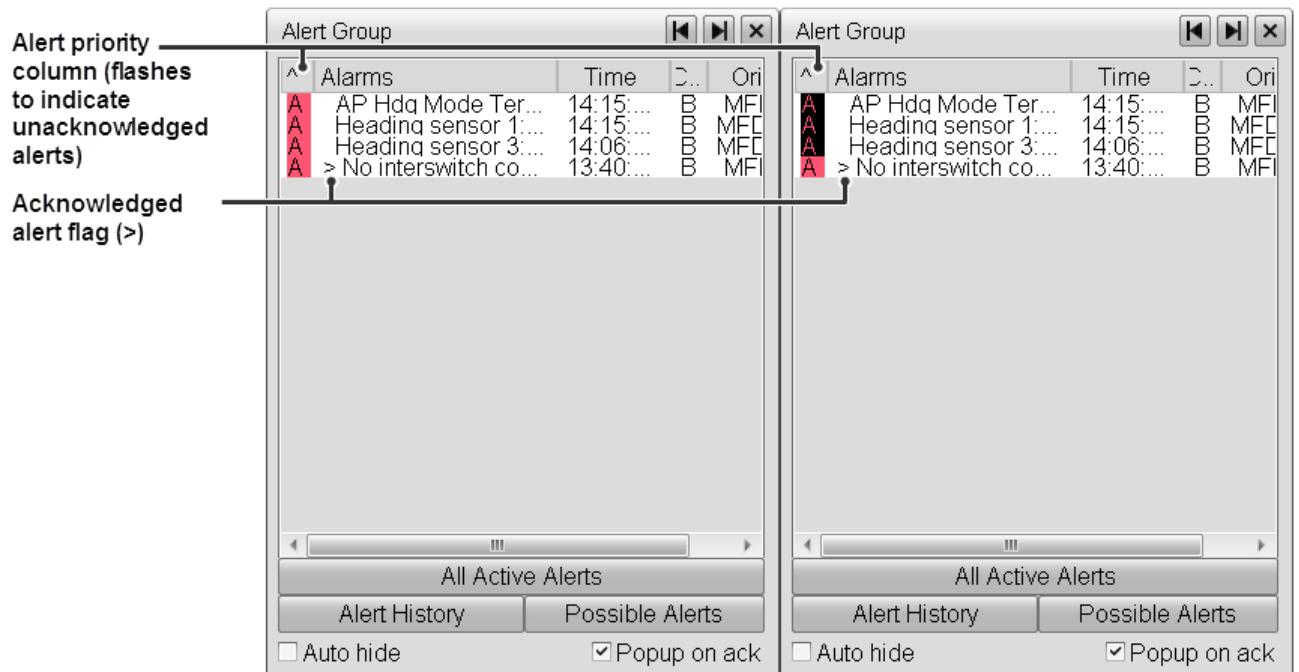 Alert priority
column (flashes
to indicate
unacknowledged
alerts)
Acknowledged
alert flag (>)
Alert Group
^ Alarms Time Ori
A AP Hdg Mode Ter... 14:15:... B MFI
A Heading sensor 1:... 14:15:... B MFD
A Heading sensor 3:... 14:06:... B MFD
A > No interswitch co... 13:40:... B MFI
All Active Alerts
Alert History Possible Alerts
Auto hide Popup on ack
Alert Group
^ Alarms Time Ori
A AP Hdg Mode Ter... 14:15:... B MFI
A Heading sensor 1:... 14:15:... B MFD
A Heading sensor 3:... 14:06:... B MFD
A > No interswitch co... 13:40:... B MFI
All Active Alerts
Alert History Possible Alerts
Auto hide Popup on ack